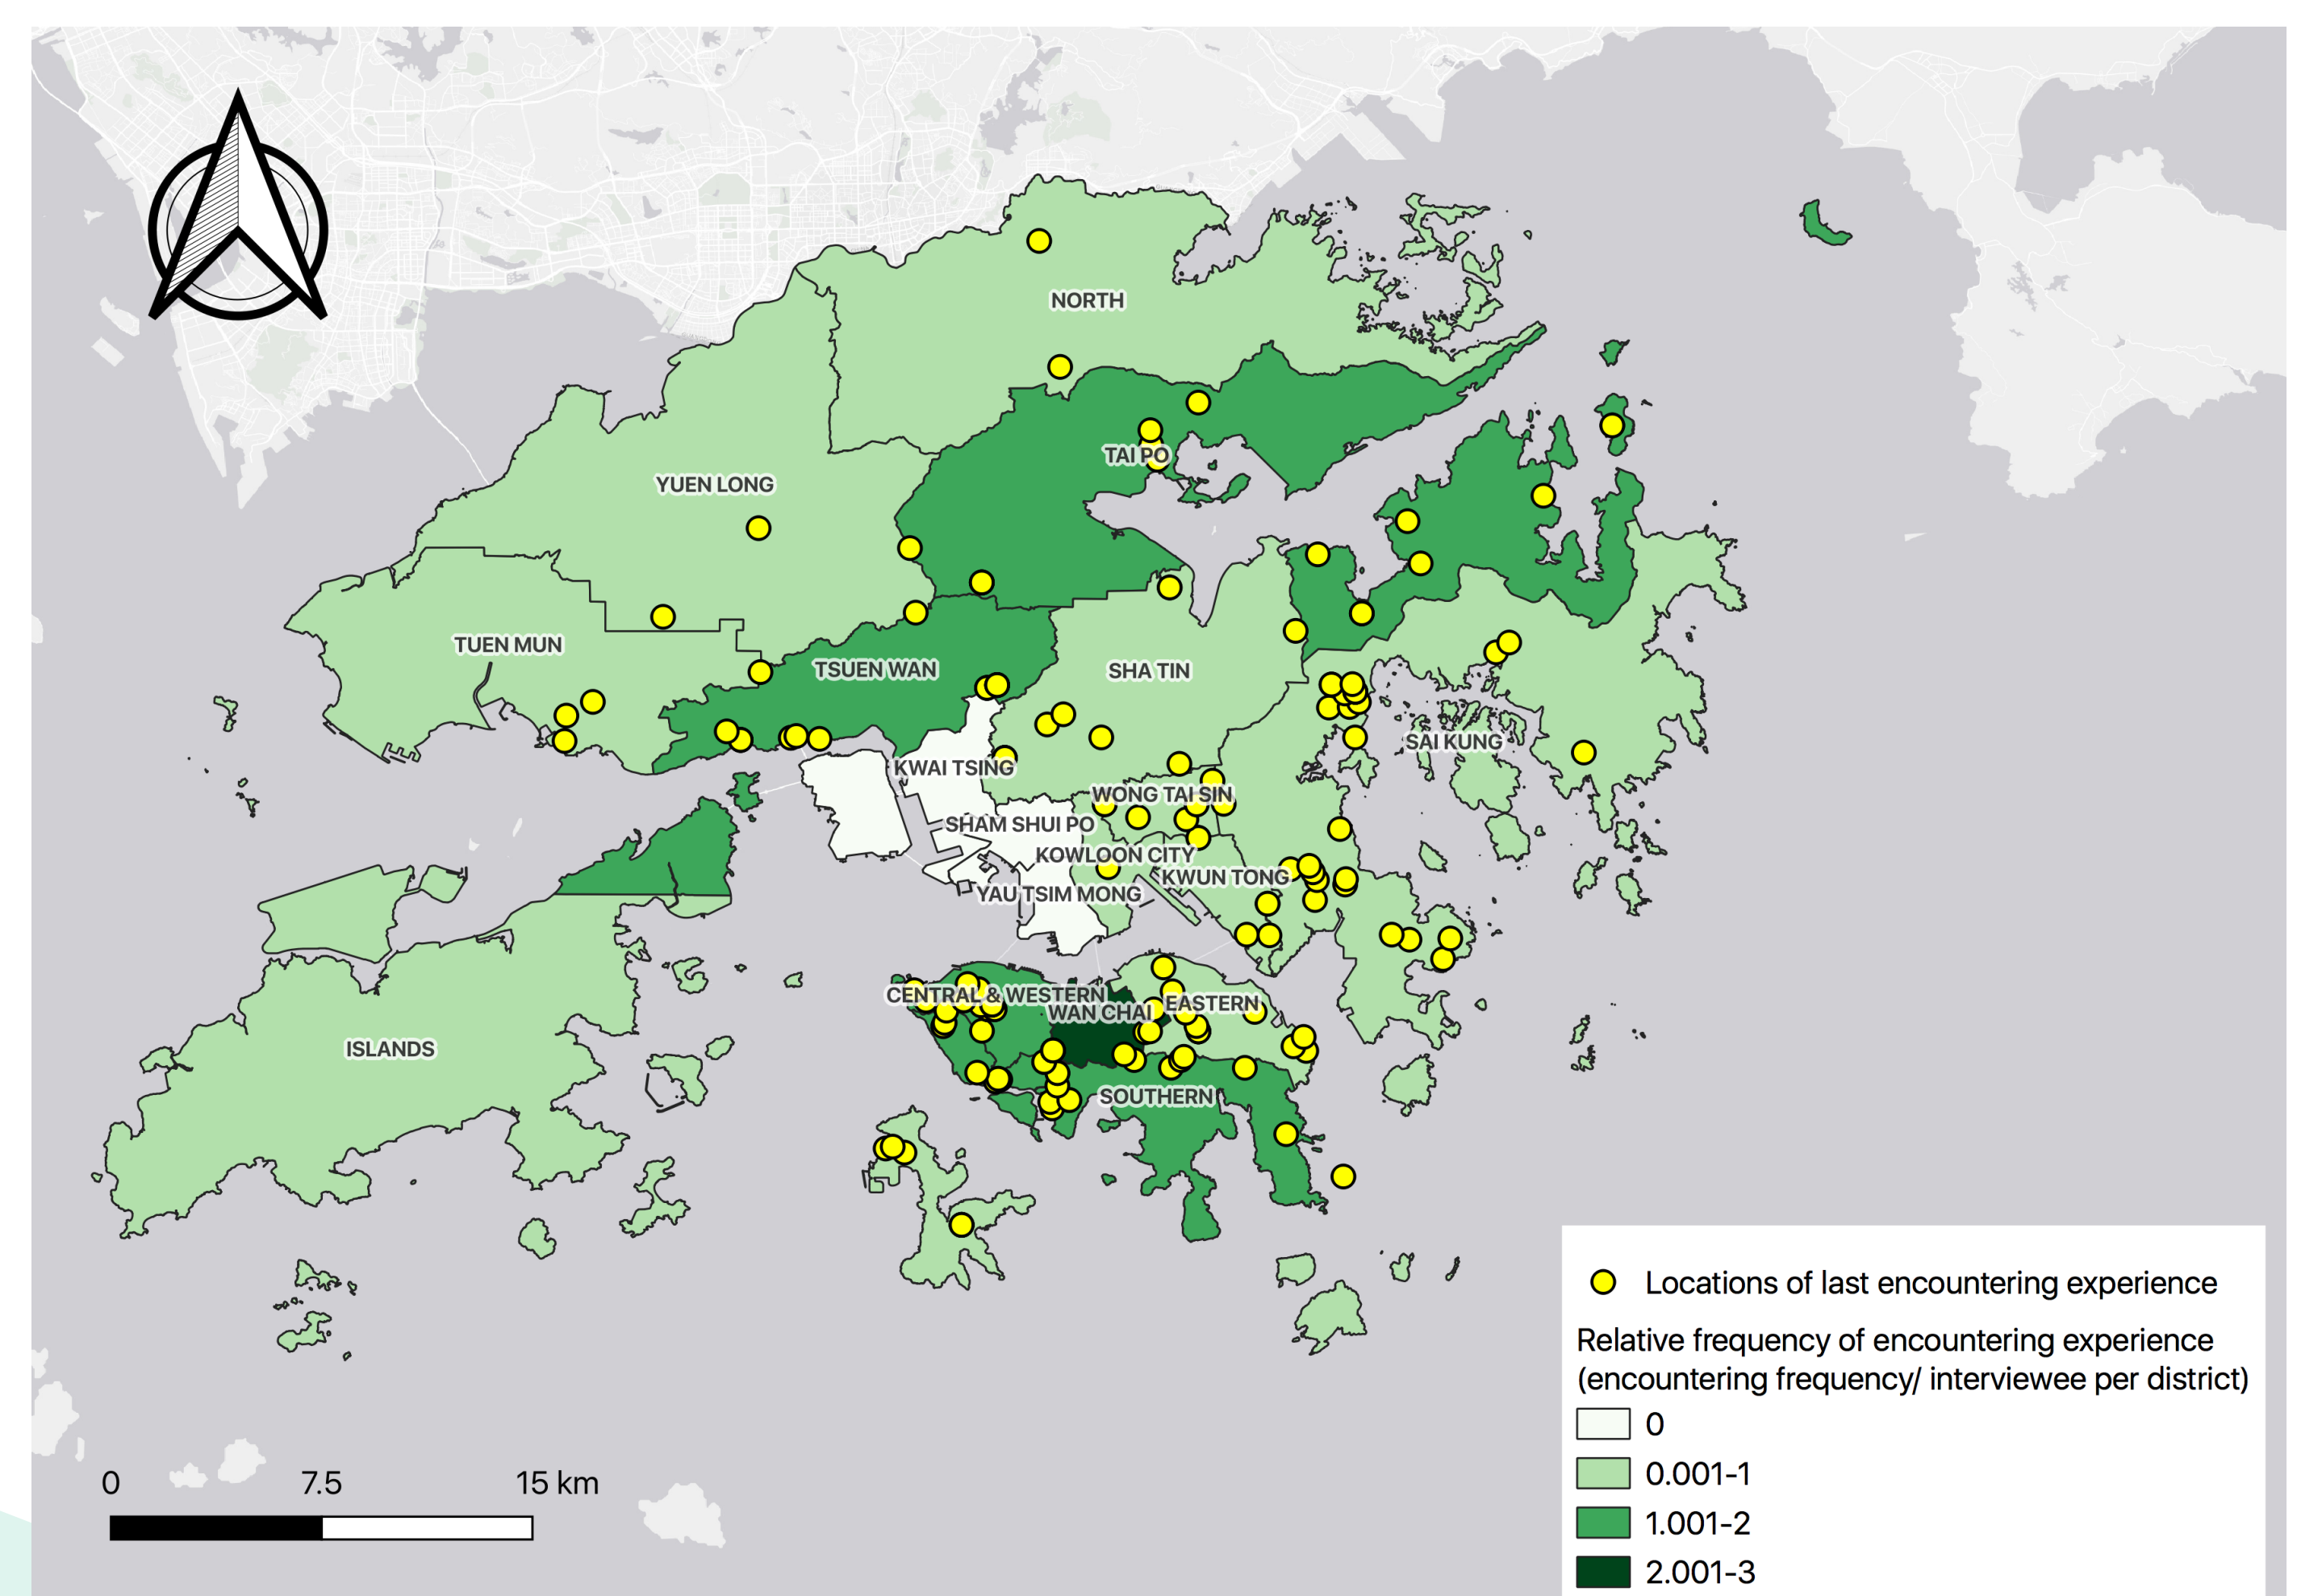 NORTH
TAI PO
YUEN LONG
TUEN MUN
TSUEN WAN
SHA TIN
SAI KUNG
KWAI TSING
WONG TAI SIN
SHAM SHUI PO
KOWLOON CITY
KWUN TONG
YAU TSIM MONG
CENTRAL & WESTERN
EASTERN
WAN CHAI
ISLANDS
SOUTHERN
Locations of last encountering experience
Relative frequency of encountering experience
(encountering frequency/ interviewee per district)
0
0.001-1
1.001-2
2.001-3
0 7.5 15 km